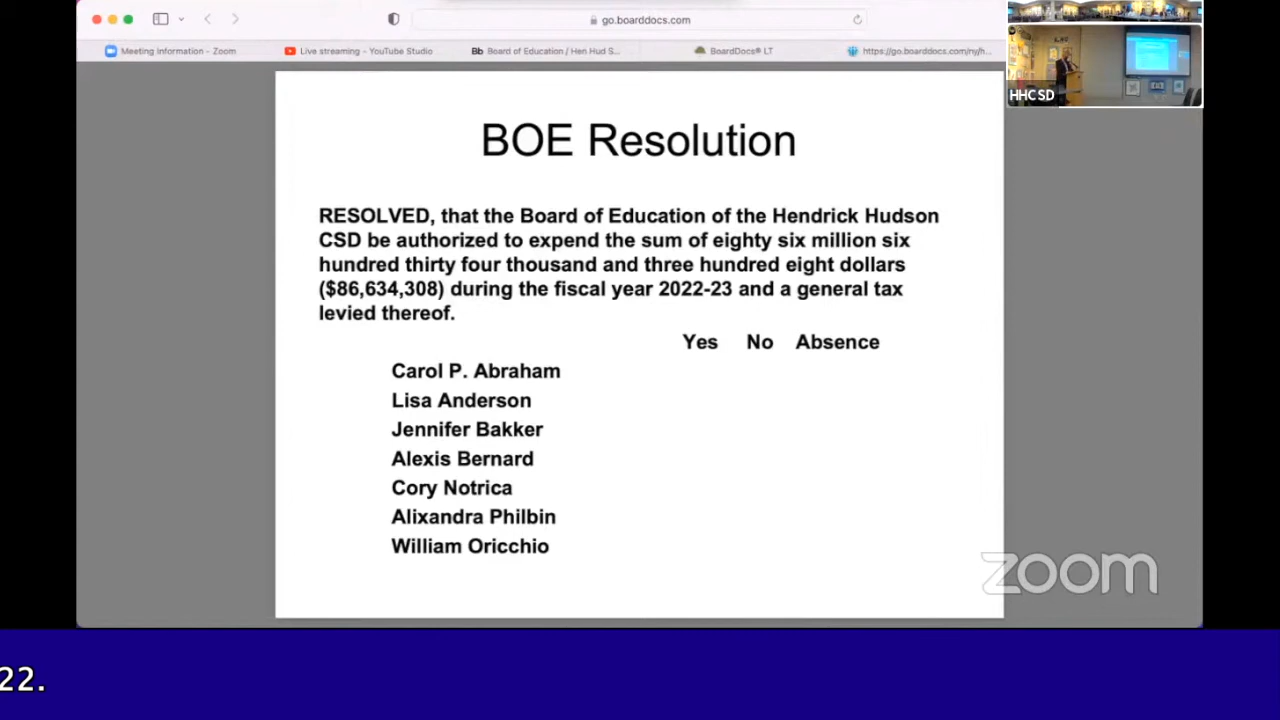 go.boarddocs.com
Meeting Information - Zoom
Live streaming - YouTube Studio
Bb Board of Education / Hen Hud S...
BoardDocs® LT
https://go.boarddocs.com/ny/h...
HHCSD
BOE Resolution
RESOLVED, that the Board of Education of the Hendrick Hudson
CSD be authorized to expend the sum of eighty six million six
hundred thirty four thousand and three hundred eight dollars
($86,634,308) during the fiscal year 2022-23 and a general tax
levied thereof.
Yes No Absence
Carol P. Abraham
Lisa Anderson
Jennifer Bakker
Alexis Bernard
Cory Notrica
Alixandra Philbin
William Oricchio
zoom
22.